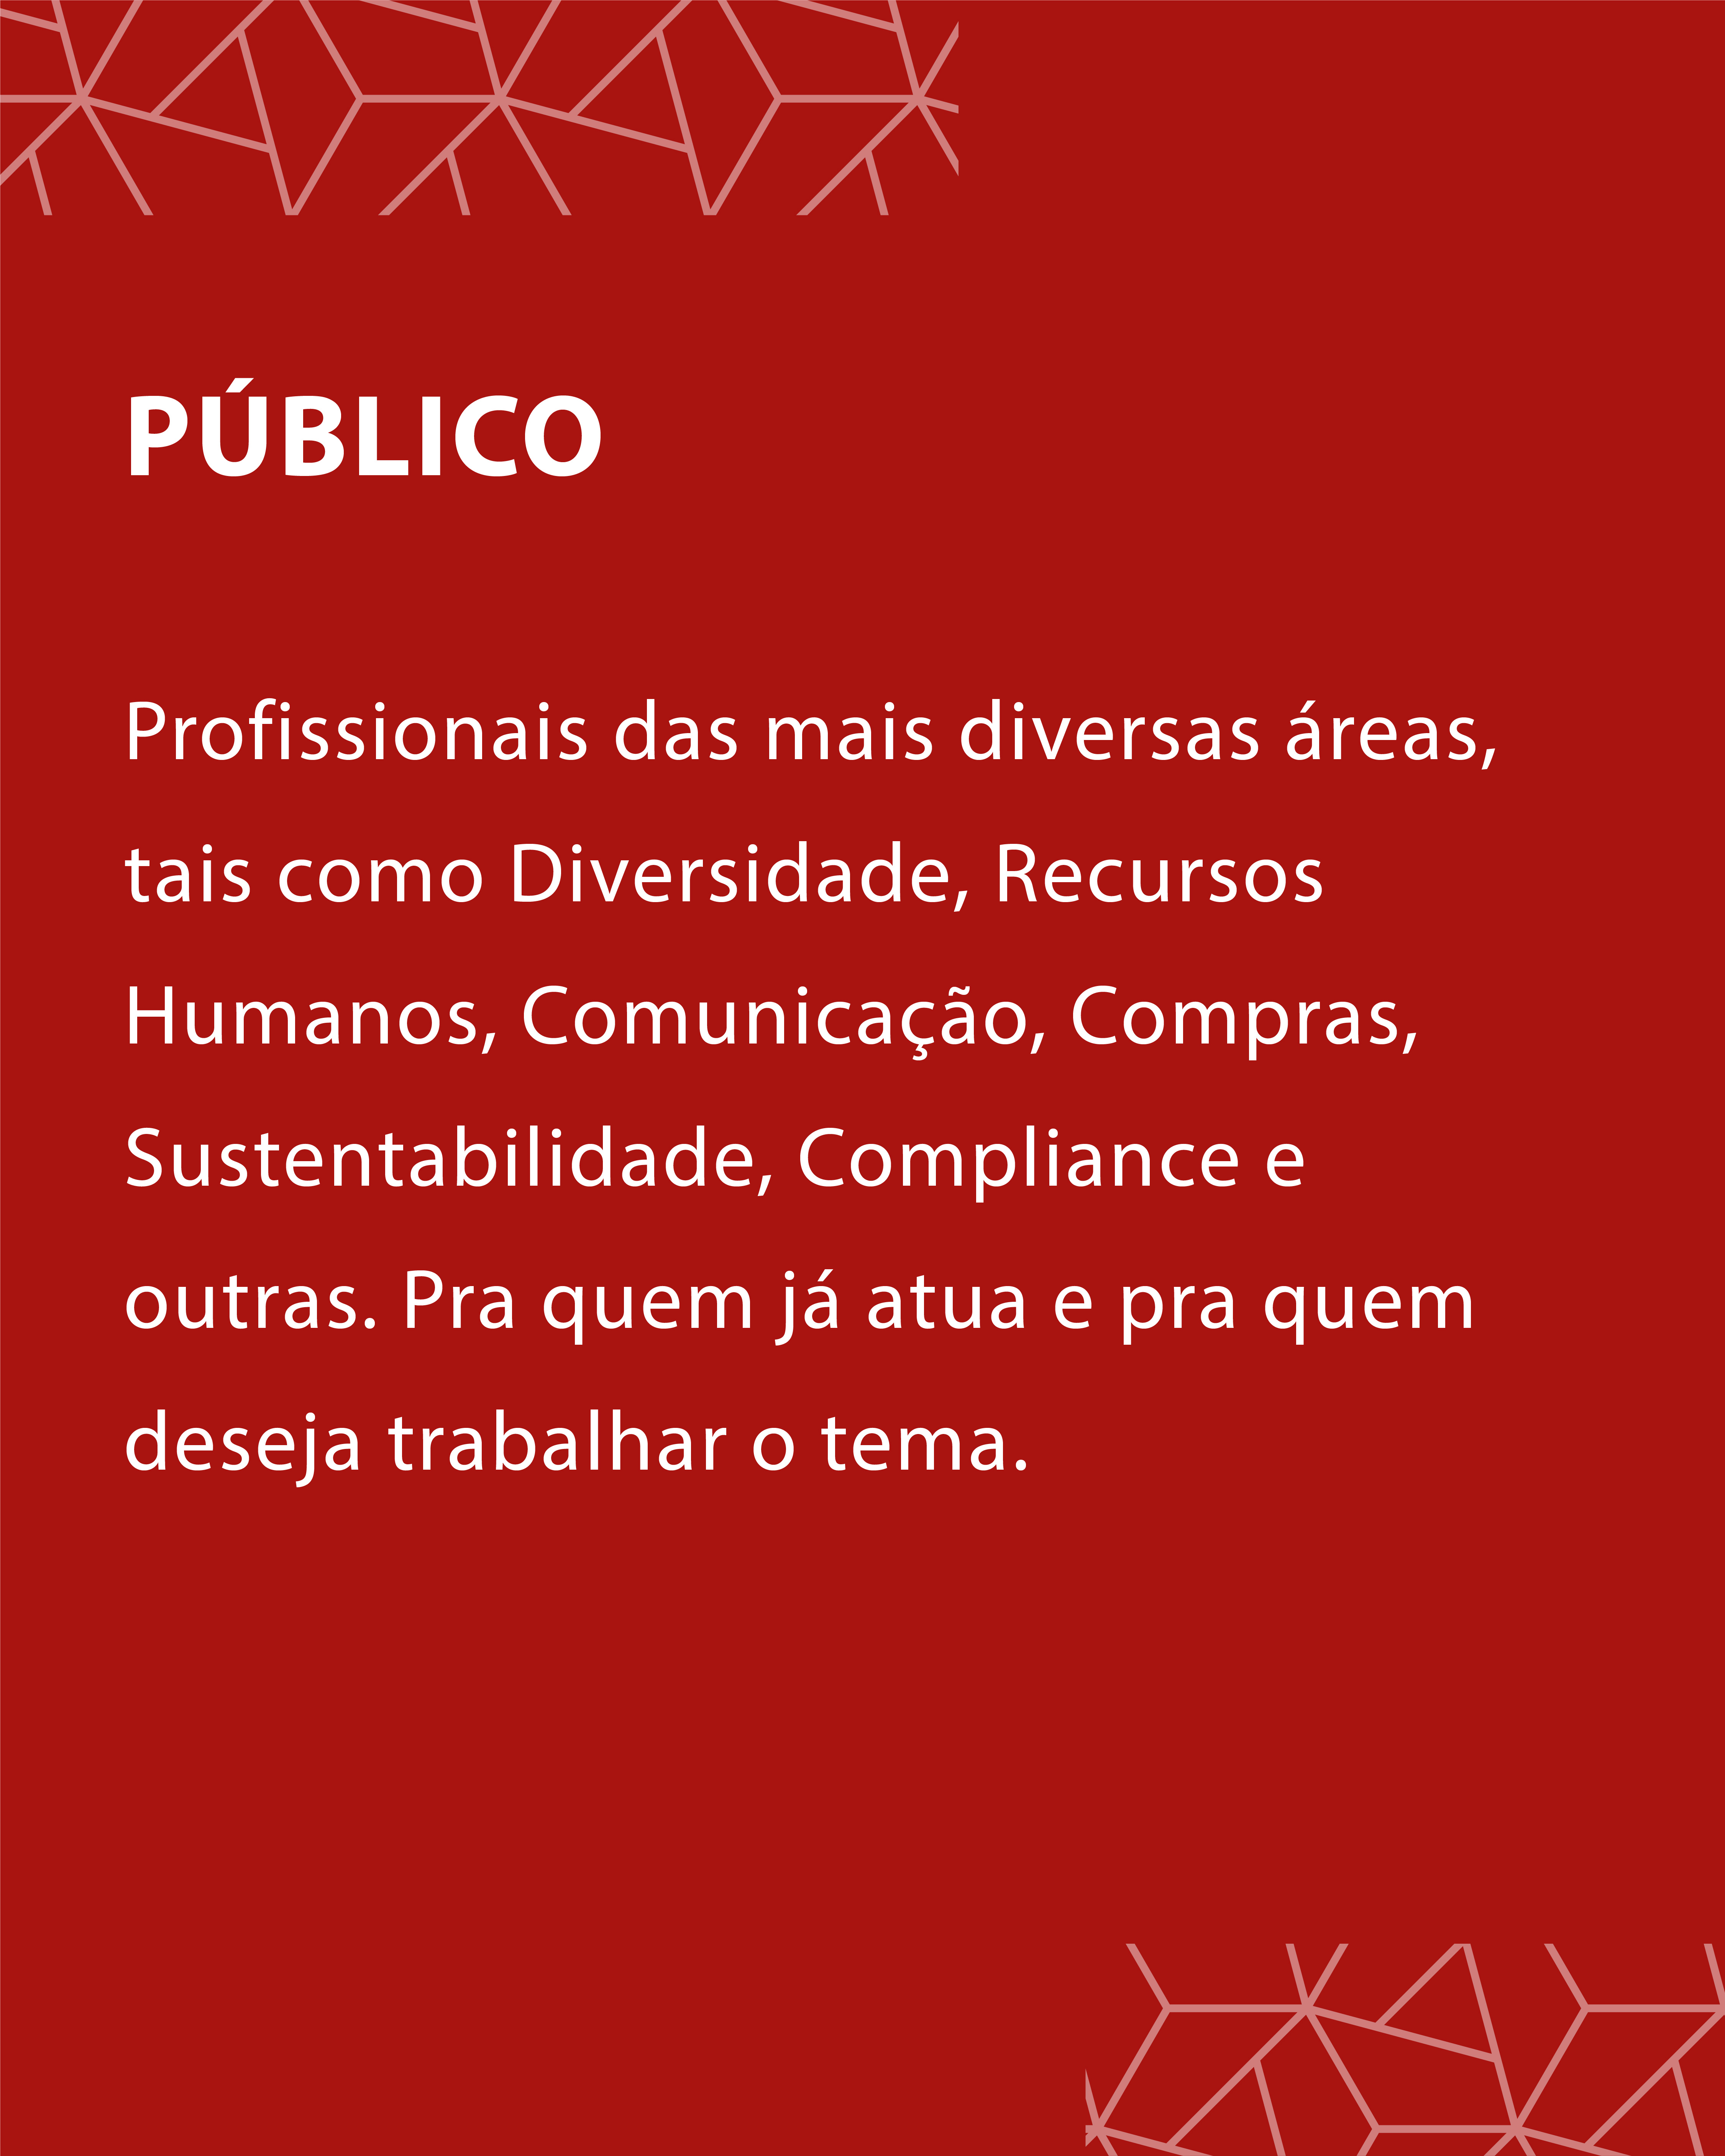 PÚBLICO
Profissionais das mais diversas áreas,
tais como Diversidade, Recursos
Humanos, Comunicação, Compras,
Sustentabilidade, Compliance e
outras. Pra quem já atua e pra quem
deseja trabalhar o tema.